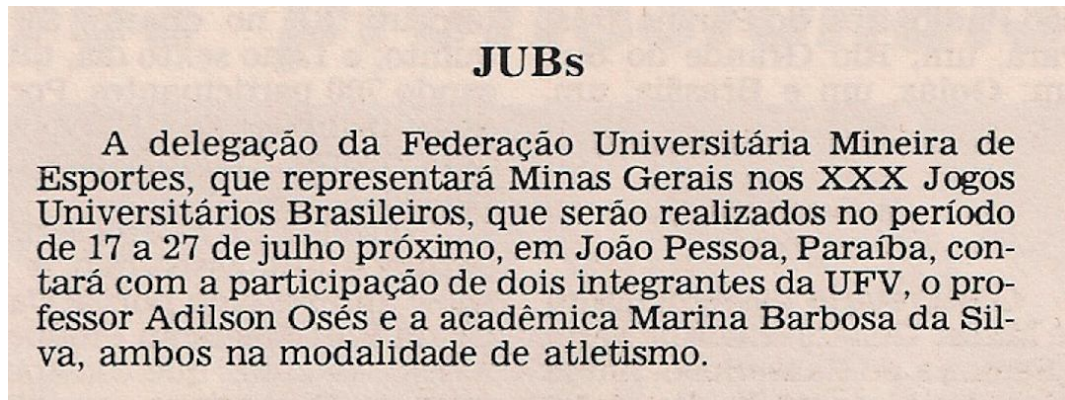 JUBs
A delegação da Federação Universitária Mineira de
Esportes, que representará Minas Gerais nos XXX Jogos
Universitários Brasileiros, que serão realizados no período
de 17 a 27 de julho próximo, em João Pessoa, Paraíba, con-
tará com a participação de dois integrantes da UFV, o pro-
fessor Adilson Osés e a acadêmica Marina Barbosa da Sil-
va, ambos na modalidade de atletismo.